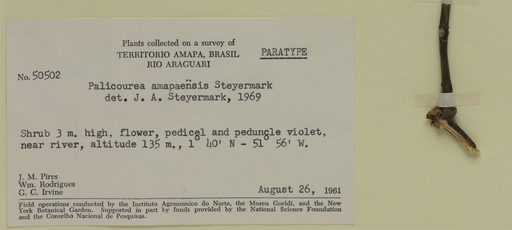 Plants collected on a survey of
TERRITORIO AMAPA, BRASIL
RIO ARAGUARI
PARATYPE
No. 50502
Palicourea amapaënsis Steyermark
det. J. A. Steyermark, 1969
Shrub 3 m. high. flower, pedicel and pedungle violet,
near river, altitude 135 m., 1° 40' N - 51° 56' W.
J. M. Pires
Wm. Rodrigues
G. C. Irvine
August 26, 1961
Field operations conducted by the Instituto Agronomico do Norte, the Museu Goeldi, and the New
York Botanical Garden. Supported in part by funds provided by the National Science Foundation
and the Conselho Nacional de Pesquisas.